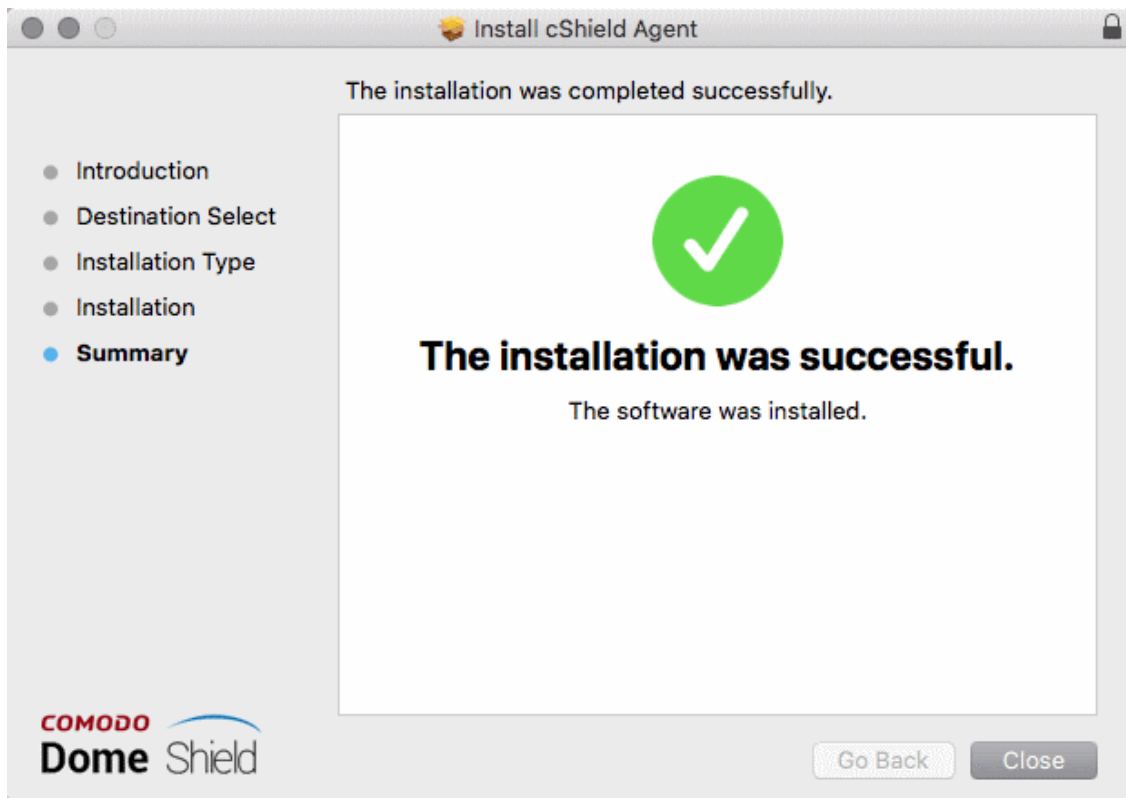 Install cShield Agent
The installation was completed successfully.
Introduction
Destination Select
Installation Type
Installation
Summary
The installation was successful.
The software was installed.
COMODO
Dome Shield
Go Back
Close